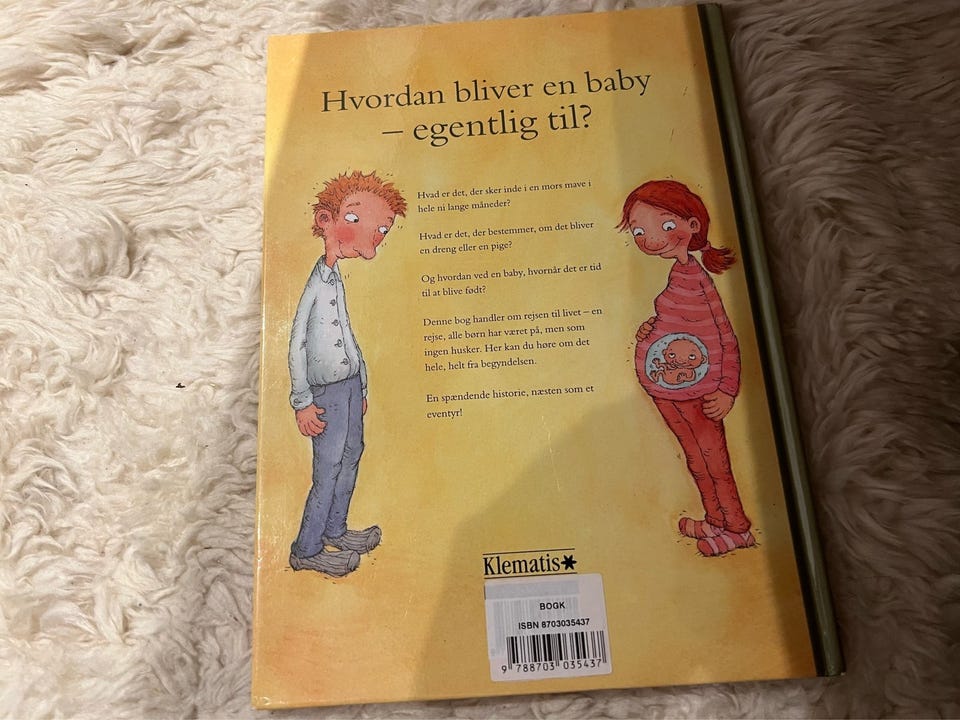 Hvordan bliver en baby
– egentlig til?
Hvad er det, der sker inde i en mors mave i
hele ni lange måneder?
Hvad er det, der bestemmer, om det bliver
en dreng eller en pige?
Og hvordan ved en baby, hvornår det er tid
til at blive født?
Denne bog handler om rejsen til livet – en
rejse, alle børn har været på, men som
ingen husker. Her kan du høre om det
hele, helt fra begyndelsen.
En spændende historie, næsten som et
eventyr!
Klematis
BOGK
ISBN 8703035437
9 788703 035437